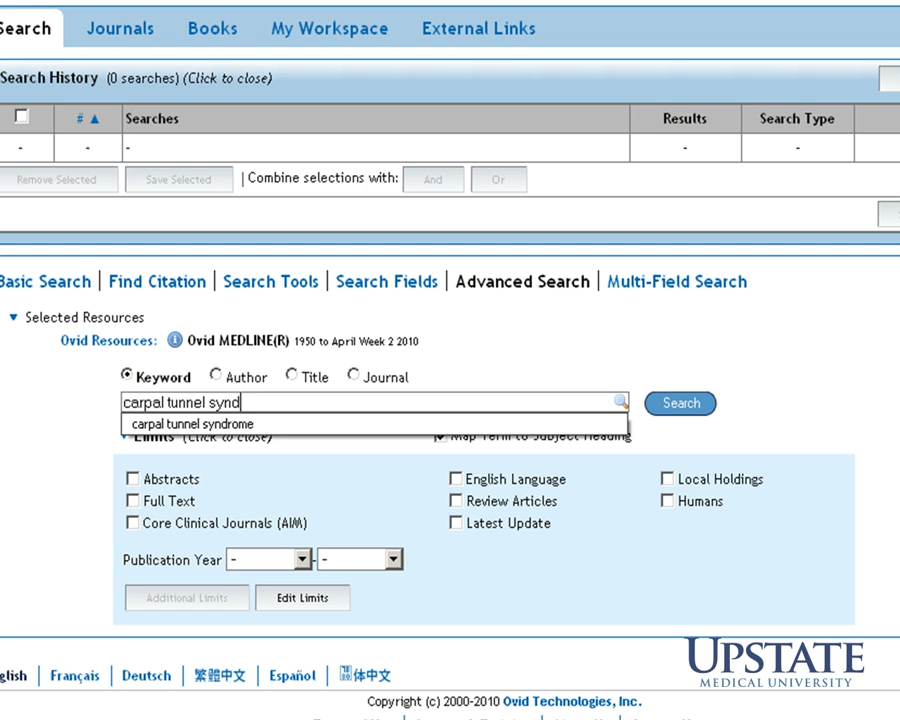 Search Journals Books My Workspace External Links
Search History (0 searches) (Click to close)
# ▲ Searches Results Search Type
- - - - -
Remove Selected Save Selected | Combine selections with: And Or
Basic Search | Find Citation | Search Tools | Search Fields | Advanced Search | Multi-Field Search
▼ Selected Resources
Ovid Resources: i Ovid MEDLINE(R) 1950 to April Week 2 2010
Keyword Author Title Journal
carpal tunnel synd Search
carpal tunnel syndrome
Limits (Click to close) Map Term to Subject Heading
Abstracts English Language Local Holdings
Full Text Review Articles Humans
Core Clinical Journals (AIM) Latest Update
Publication Year - - -
Additional Limits Edit Limits
glish | Français | Deutsch | 繁體中文 | Español | 简体中文
UPSTATE
MEDICAL UNIVERSITY
Copyright (c) 2000-2010 Ovid Technologies, Inc.